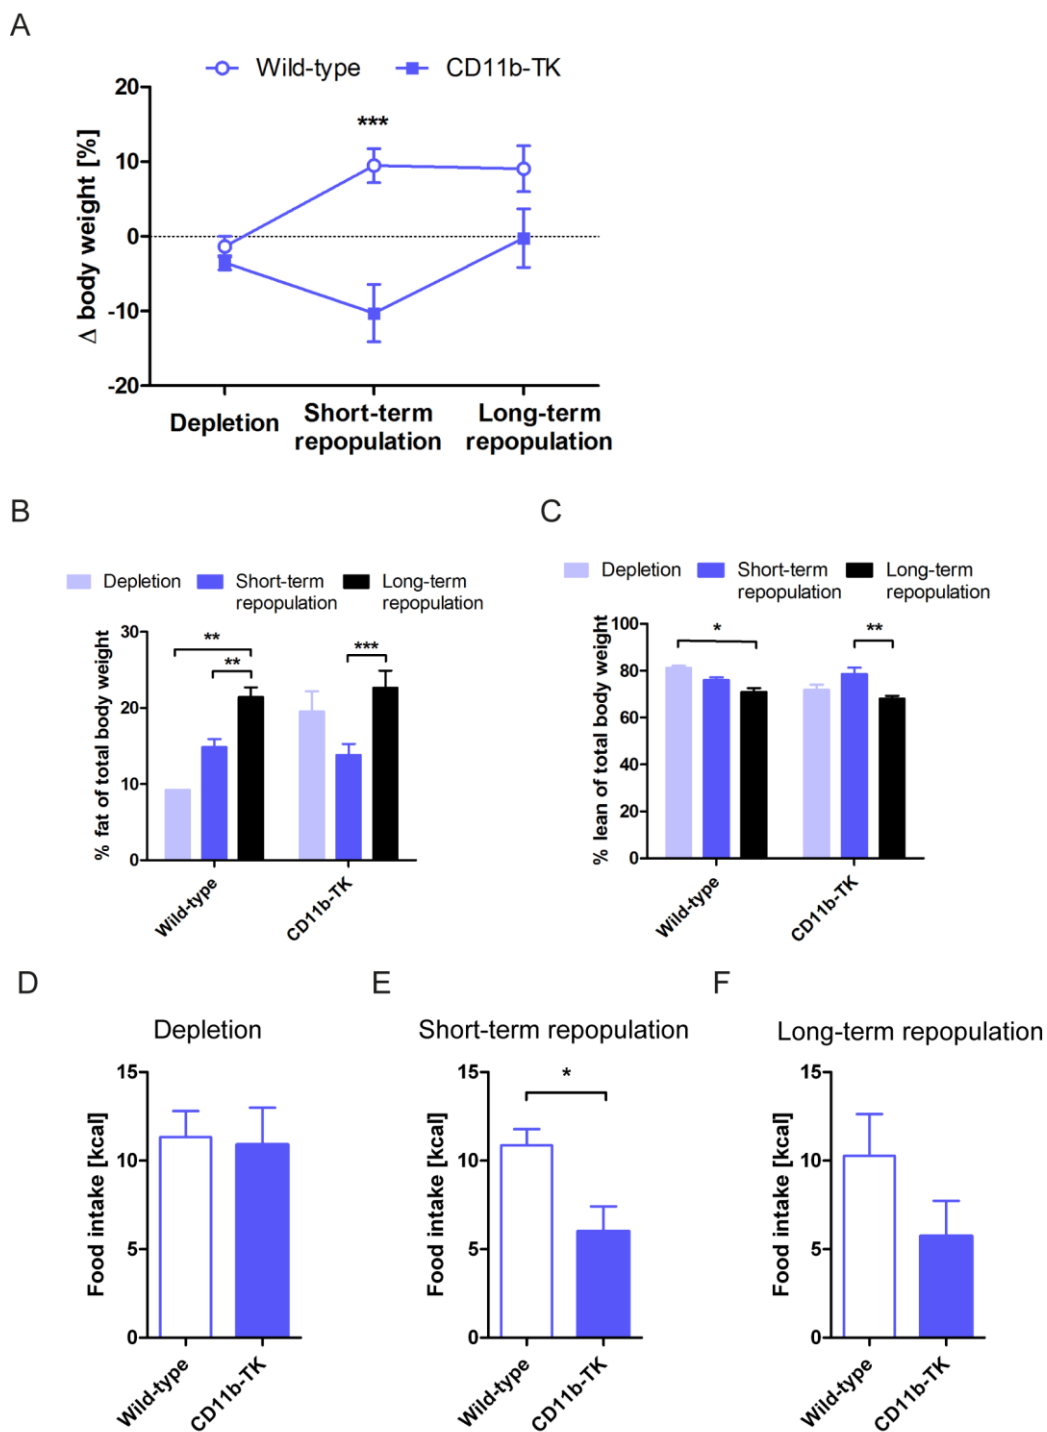 A
Wild-type CD11b-TK
20
10
0
-10
-20
Δ body weight [%]
***
Depletion
Short-term
repopulation
Long-term
repopulation
B
Depletion
Short-term
repopulation
Long-term
repopulation
30
20
10
0
% fat of total body weight
**
**
***
Wild-type
CD11b-TK
C
Depletion
Short-term
repopulation
Long-term
repopulation
100
80
60
40
20
0
% lean of total body weight
*
**
Wild-type
CD11b-TK
D
Depletion
15
10
5
0
Food intake [kcal]
Wild-type
CD11b-TK
E
Short-term repopulation
15
10
5
0
Food intake [kcal]
*
Wild-type
CD11b-TK
F
Long-term repopulation
15
10
5
0
Food intake [kcal]
Wild-type
CD11b-TK